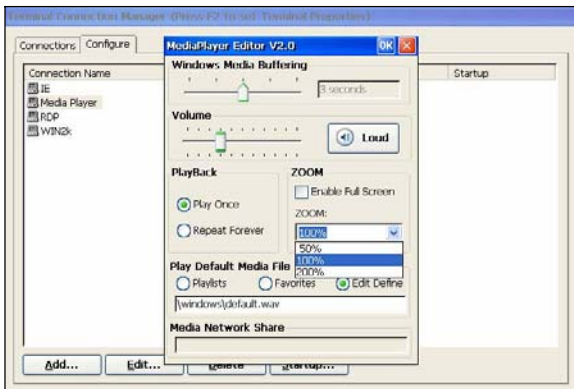 Terminal Connection Manager (Press F2 to set Terminal Properties)
Connections Configure
Connection Name
Startup
IE
Media Player
RDP
WIN2k
MediaPlayer Editor V2.0 OK
Windows Media Buffering
3 seconds
Volume
Loud
PlayBack
Play Once
Repeat Forever
ZOOM
Enable Full Screen
ZOOM:
100%
50%
100%
200%
Play Default Media File
Playlists Favorites Edit Define
\windows\default.wav
Media Network Share
Add... Edit... Delete Startup...